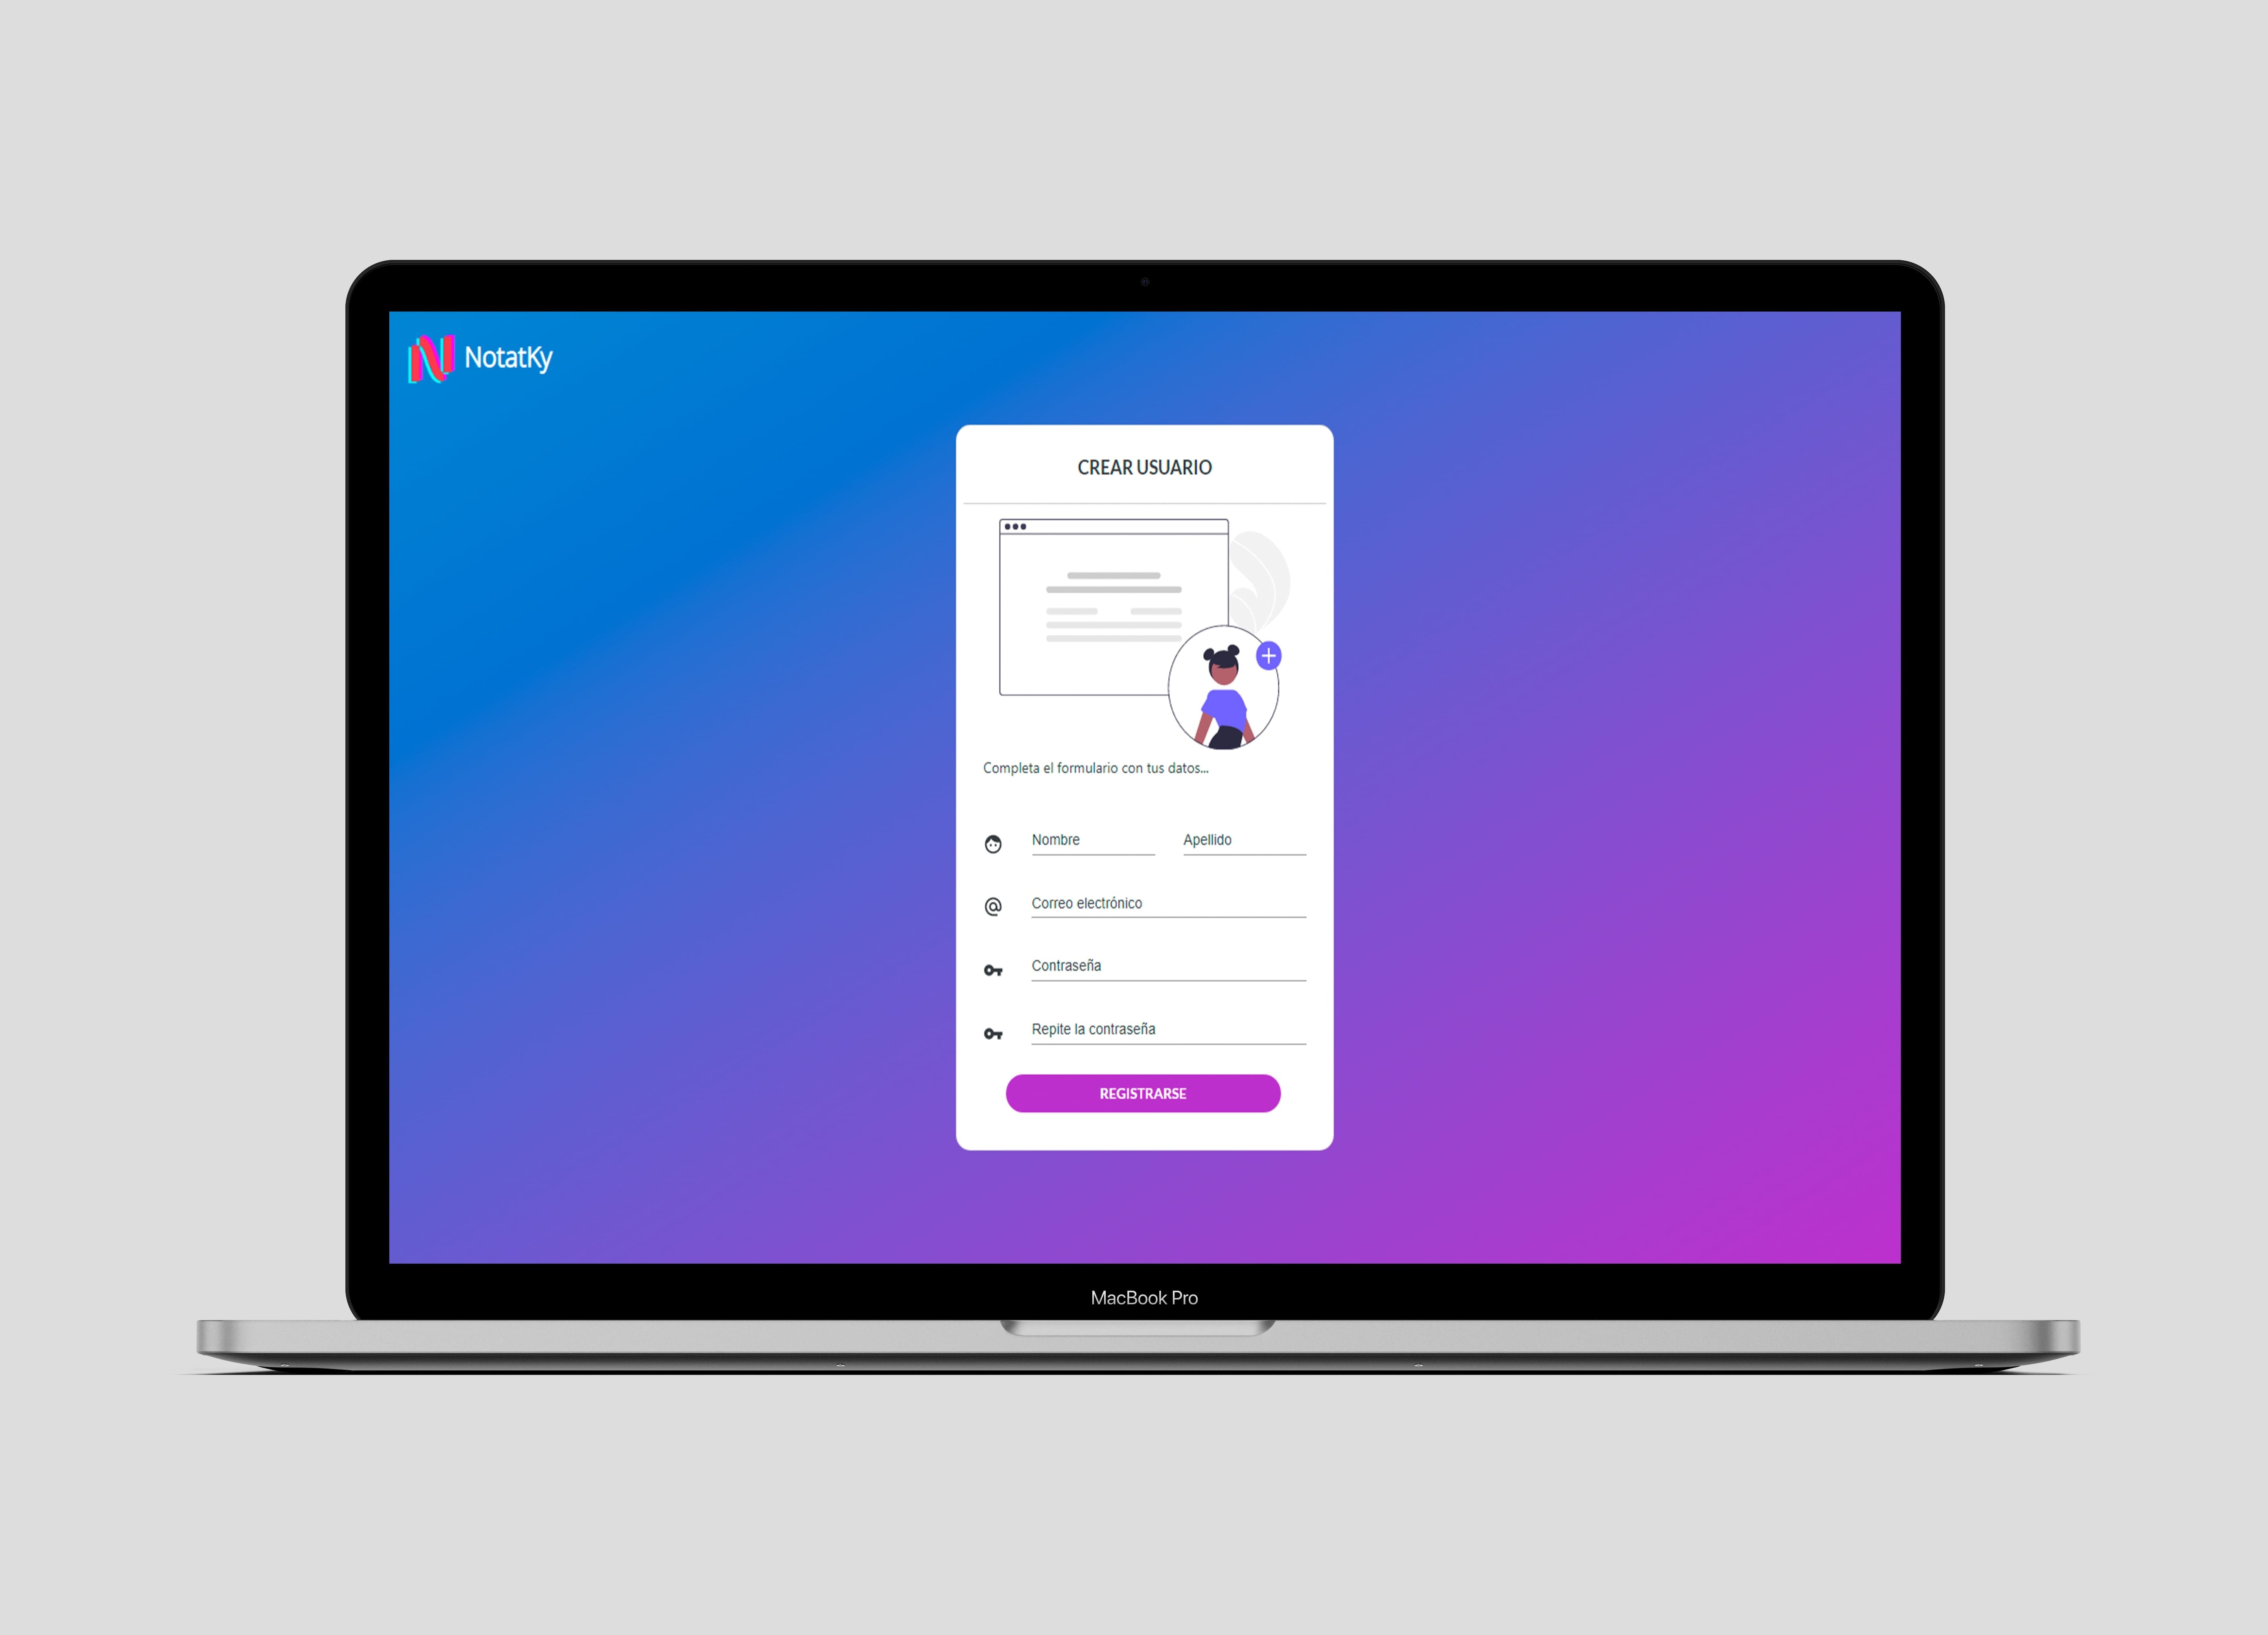 NotatKy
CREAR USUARIO
Completa el formulario con tus datos...
Nombre Apellido
Correo electrónico
Contraseña
Repite la contraseña
REGISTRARSE
MacBook Pro